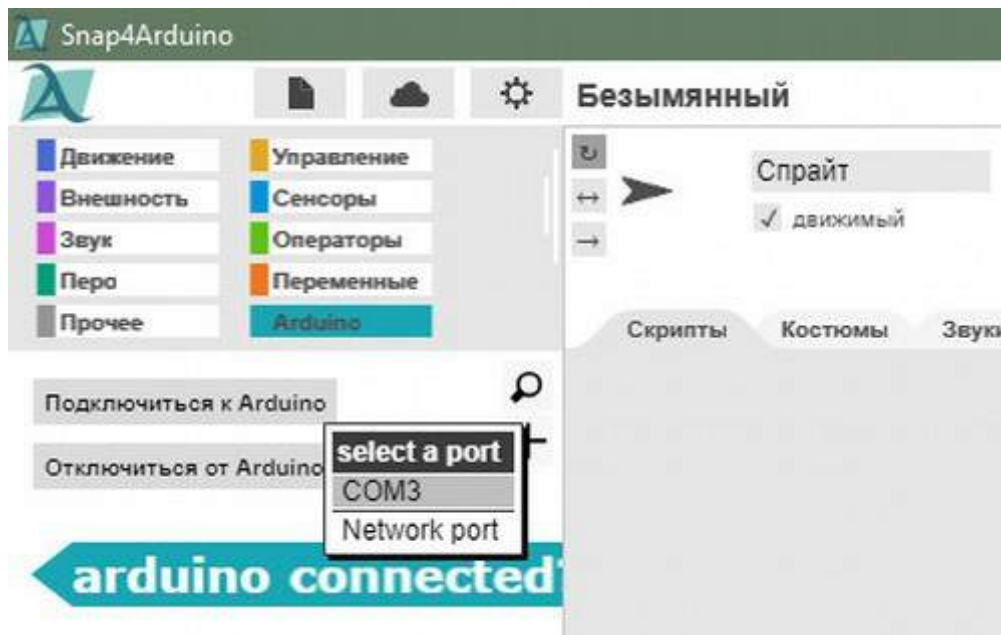 Snap4Arduino
Безымянный
Движение
Управление
Внешность
Сенсоры
Звук
Операторы
Перо
Переменные
Прочее
Arduino
Спрайт
движимый
Скрипты
Костюмы
Звуки
Подключиться к Arduino
Отключиться от Arduino
select a port
COM3
Network port
arduino connected?